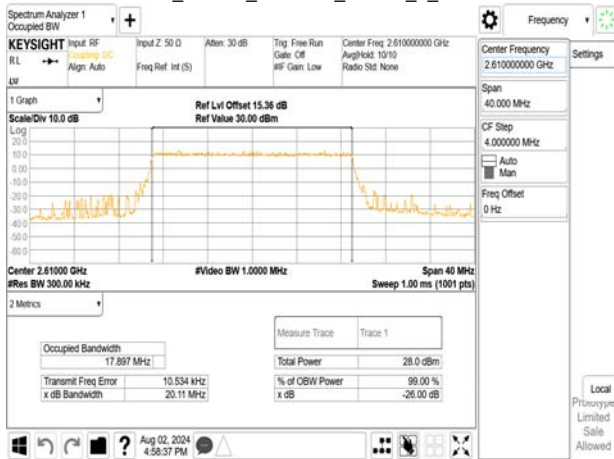 Spectrum Analyzer 1
Occupied BW
KEYSIGHT
RL
Input: RF
Coupling: DC
Align: Auto
Input Z: 50 Ω
Freq Ref: Int (S)
Atten: 30 dB
Trig: Free Run
Gate: Off
#IF Gain: Low
Center Freq: 2.610000000 GHz
Avg|Hold: 10/10
Radio Std: None
1 Graph
Scale/Div 10.0 dB
Ref Lvl Offset 15.36 dB
Ref Value 30.00 dBm
Log
20.0
10.0
0.00
-10.0
-20.0
-30.0
-40.0
-50.0
-60.0
Center 2.61000 GHz
#Res BW 300.00 kHz
#Video BW 1.0000 MHz
Span 40 MHz
Sweep 1.00 ms (1001 pts)
2 Metrics
Measure Trace Trace 1
Occupied Bandwidth
17.897 MHz
Total Power 28.0 dBm
Transmit Freq Error 10.534 kHz
% of OBW Power 99.00 %
x dB Bandwidth 20.11 MHz
x dB -26.00 dB
Aug 02, 2024
4:58:37 PM
Frequency
Center Frequency
2.610000000 GHz
Settings
Span
40.000 MHz
CF Step
4.000000 MHz
Auto
Man
Freq Offset
0 Hz
Local
Prototype
Limited
Sale
Allowed